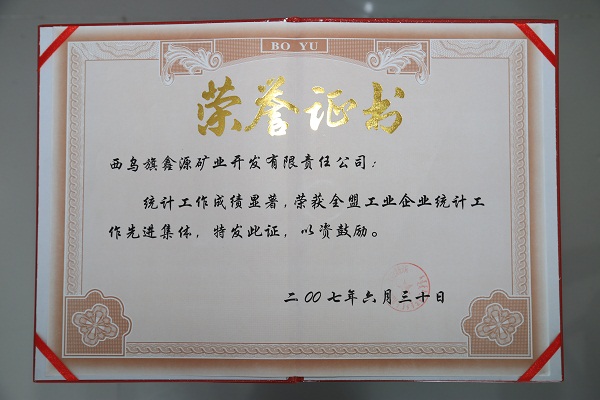 BO YU
荣誉证书
西乌旗鑫源矿业开发有限责任公司：
统计工作成绩显著，荣获全盟工业企业统计工
作先进集体，特发此证，以资鼓励。
二00七年六月三十日